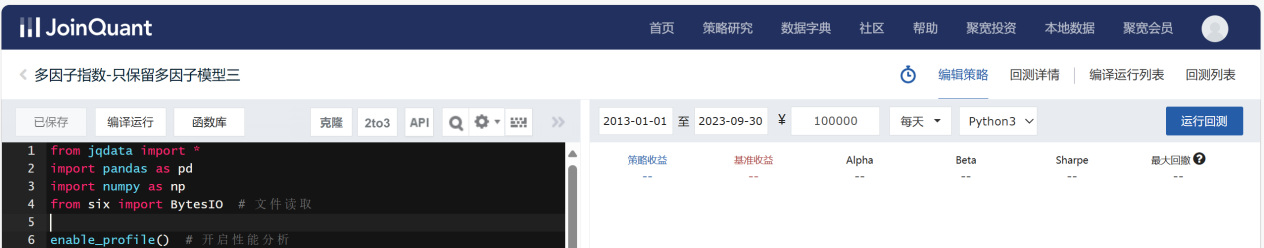 JoinQuant 首页 策略研究 数据字典 社区 帮助 聚宽投资 本地数据 聚宽会员
多因子指数-只保留多因子模型三 编辑策略 回测详情 编译运行列表 回测列表
已保存 编译运行 函数库 克隆 2to3 API 2013-01-01 至 2023-09-30 ¥ 100000 每天 Python3 运行回测
1 from jqdata import *
2 import pandas as pd
3 import numpy as np
4 from six import BytesIO # 文件读取
5
6 enable_profile() # 开启性能分析
策略收益 基准收益 Alpha Beta Sharpe 最大回撤 ?
-- -- -- -- -- --